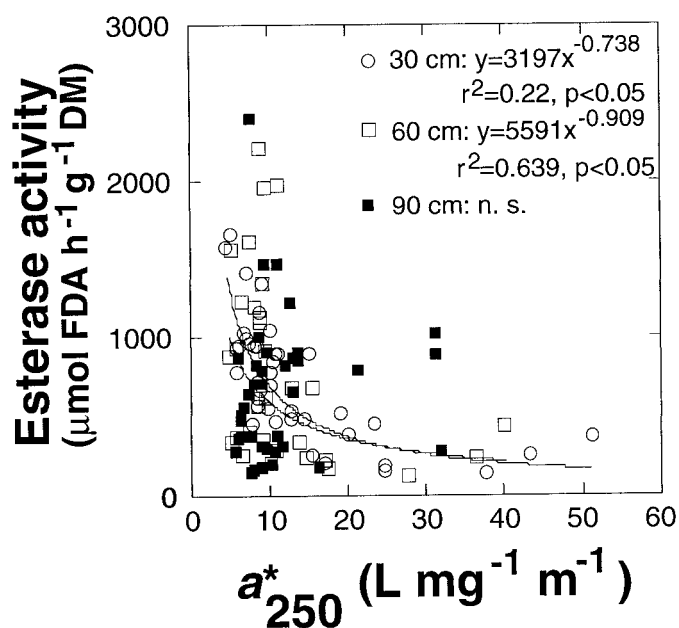 3000
2000
1000
0
Esterase activity
(μmol FDA h⁻¹ g⁻¹ DM)
30 cm: y=3197x⁻⁰·⁷³⁸
r²=0.22, p<0.05
60 cm: y=5591x⁻⁰·⁹⁰⁹
r²=0.639, p<0.05
90 cm: n. s.
0 10 20 30 40 50 60
a*₂₅₀ (L mg⁻¹ m⁻¹)